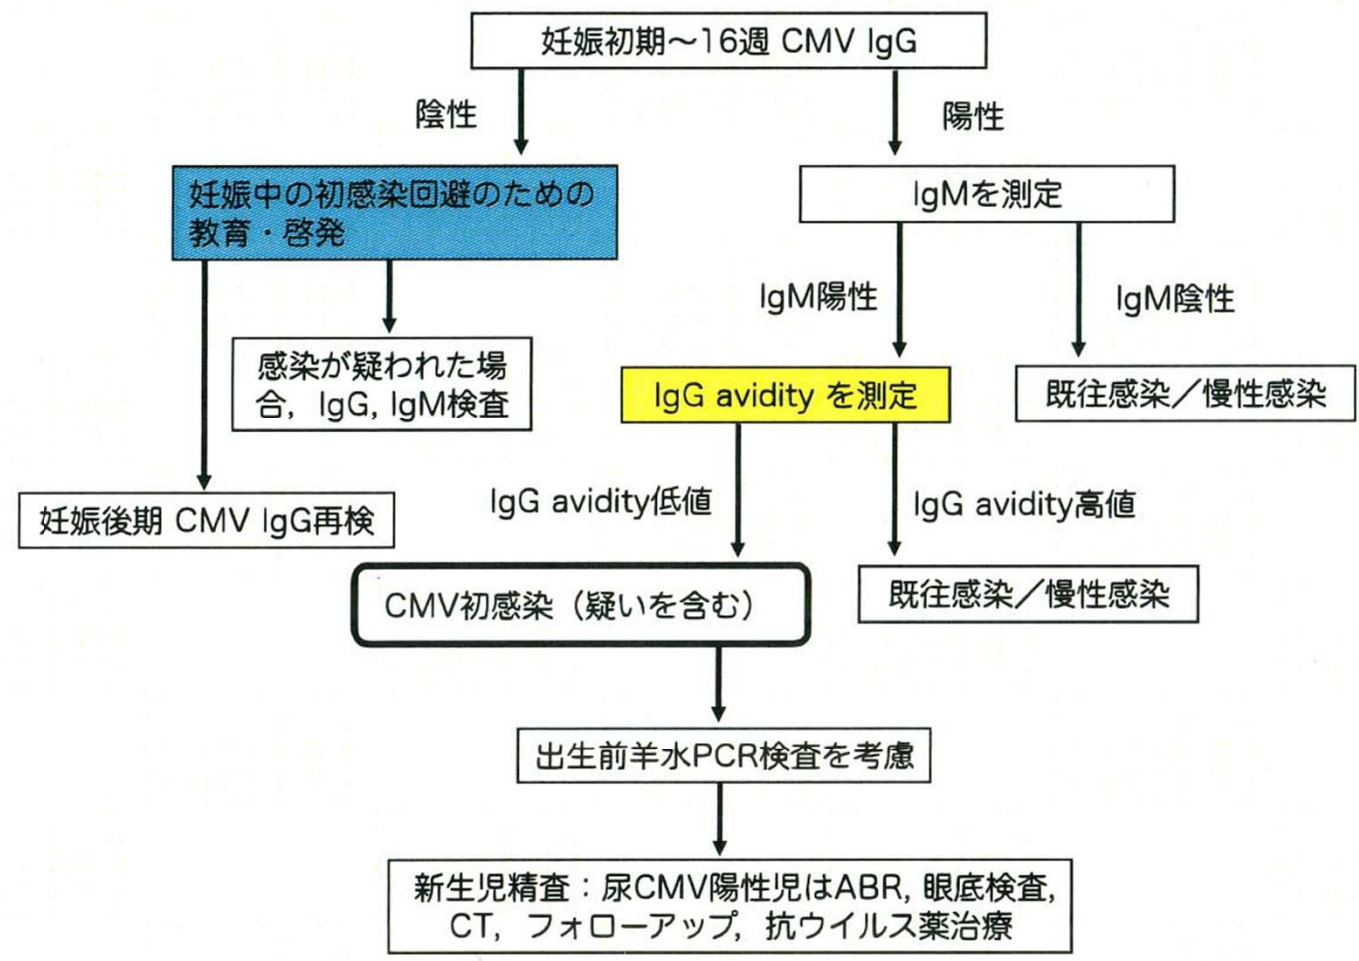 妊娠初期～16週 CMV IgG
陰性
陽性
妊娠中の初感染回避のための
教育・啓発
IgMを測定
IgM陽性
IgM陰性
感染が疑われた場
合，IgG, IgM検査
IgG avidity を測定
既往感染／慢性感染
妊娠後期 CMV IgG再検
IgG avidity低値
IgG avidity高値
CMV初感染（疑いを含む）
既往感染／慢性感染
出生前羊水PCR検査を考慮
新生児精査：尿CMV陽性児はABR, 眼底検査,
CT，フォローアップ，抗ウイルス薬治療